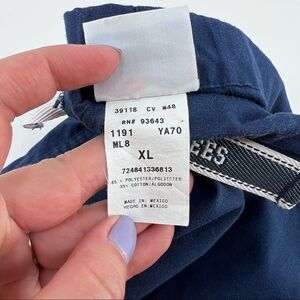 39118 CV M48
RN# 93643
1191 YA70
ML8
XL
724841336813
65% POLYESTER/POLIESTER
35% COTTON/ALGODON
MADE IN: MEXICO
HECHO EN: MEXICO
EES